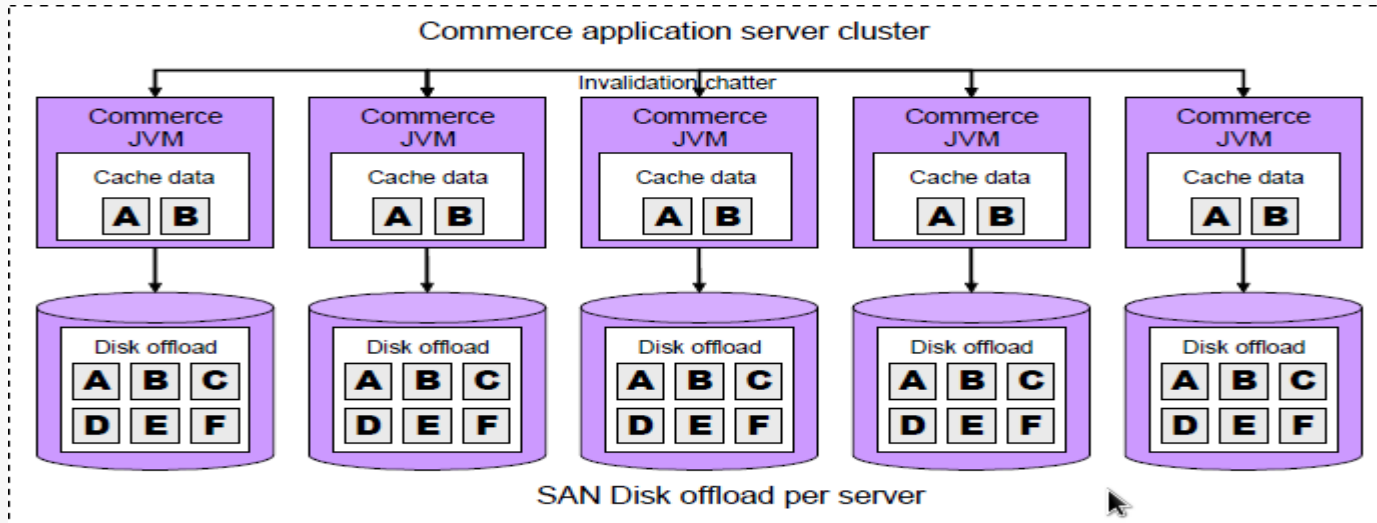 Commerce application server cluster
Invalidation chatter
Commerce Commerce Commerce Commerce Commerce
JVM JVM JVM JVM JVM
Cache data Cache data Cache data Cache data Cache data
A B A B A B A B A B
Disk offload Disk offload Disk offload Disk offload Disk offload
A B C A B C A B C A B C A B C
D E F D E F D E F D E F D E F
SAN Disk offload per server